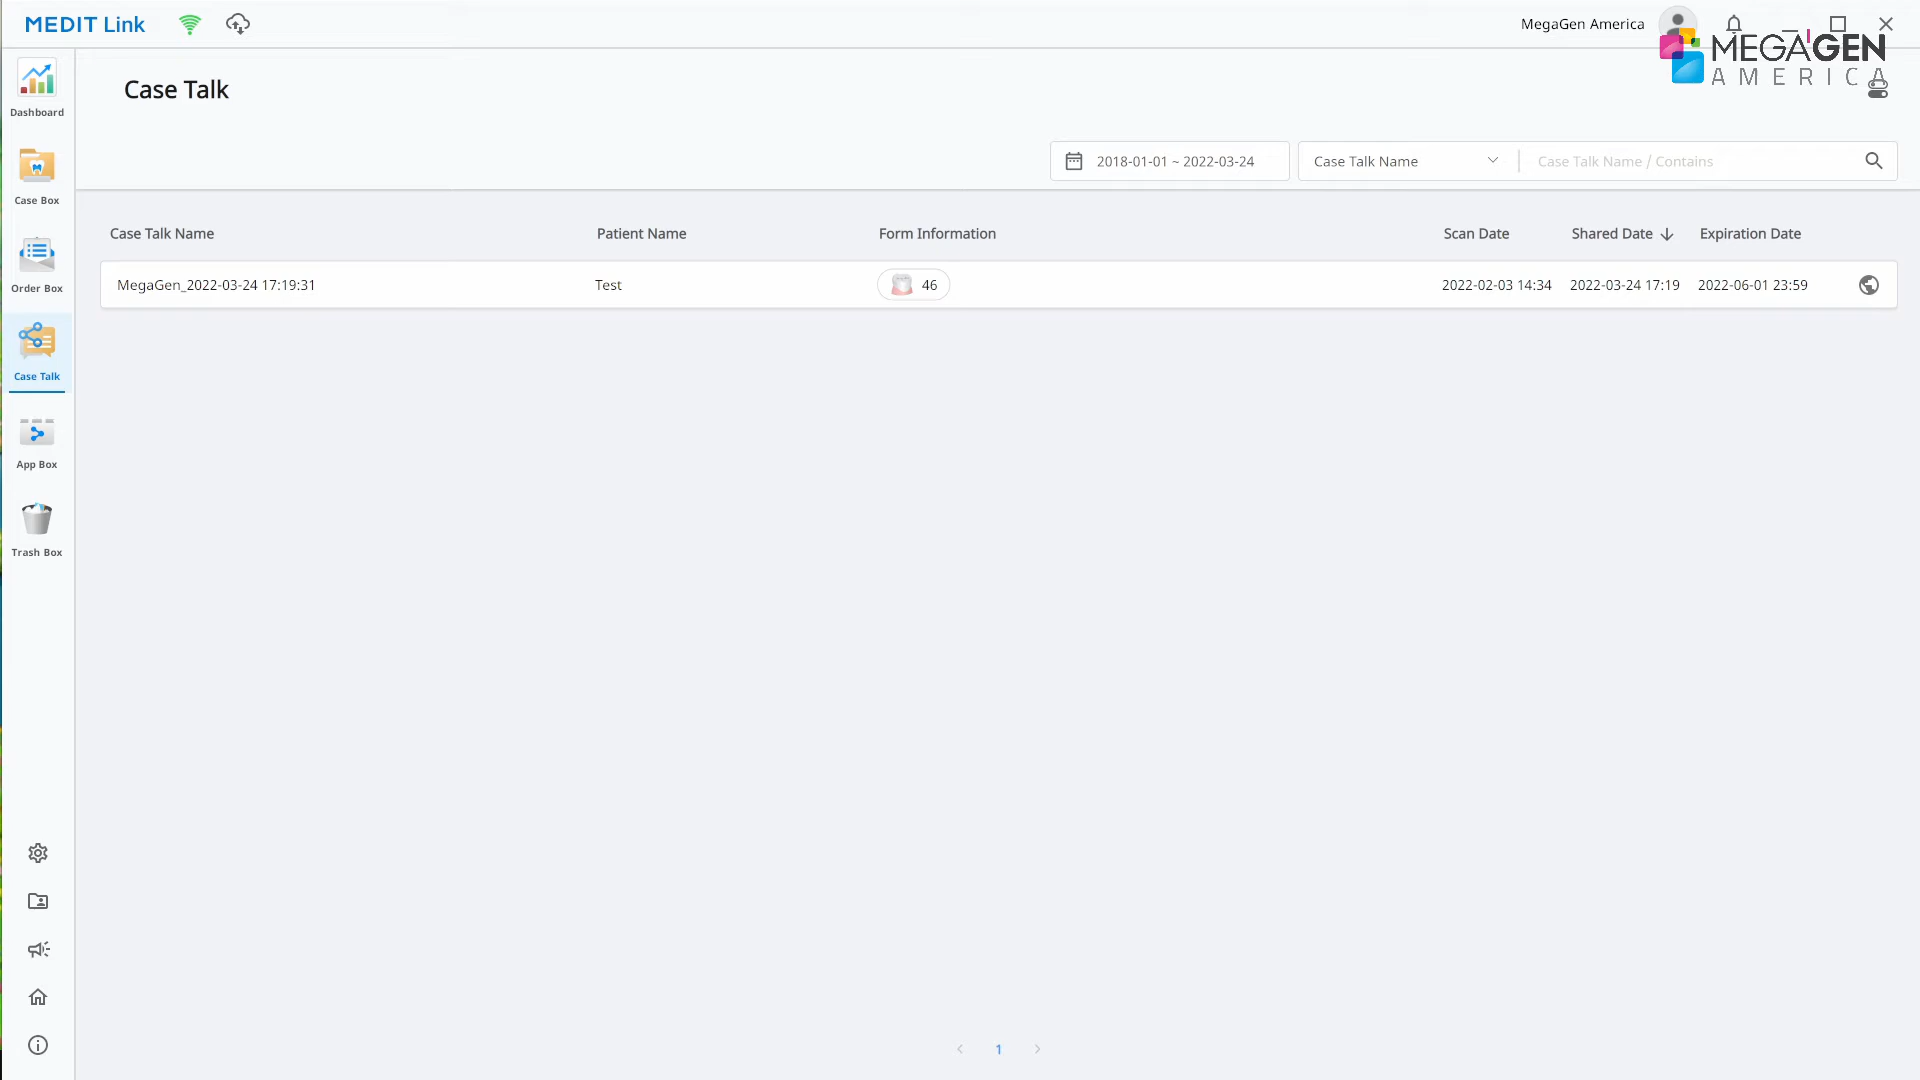 MEDIT Link
MegaGen America
MEGA'GEN
AMERICA
Dashboard
Case Box
Order Box
Case Talk
App Box
Trash Box
Case Talk
2018-01-01 ~ 2022-03-24
Case Talk Name
Case Talk Name / Contains
Case Talk Name Patient Name Form Information Scan Date Shared Date Expiration Date
MegaGen_2022-03-24 17:19:31 Test 46 2022-02-03 14:34 2022-03-24 17:19 2022-06-01 23:59
1